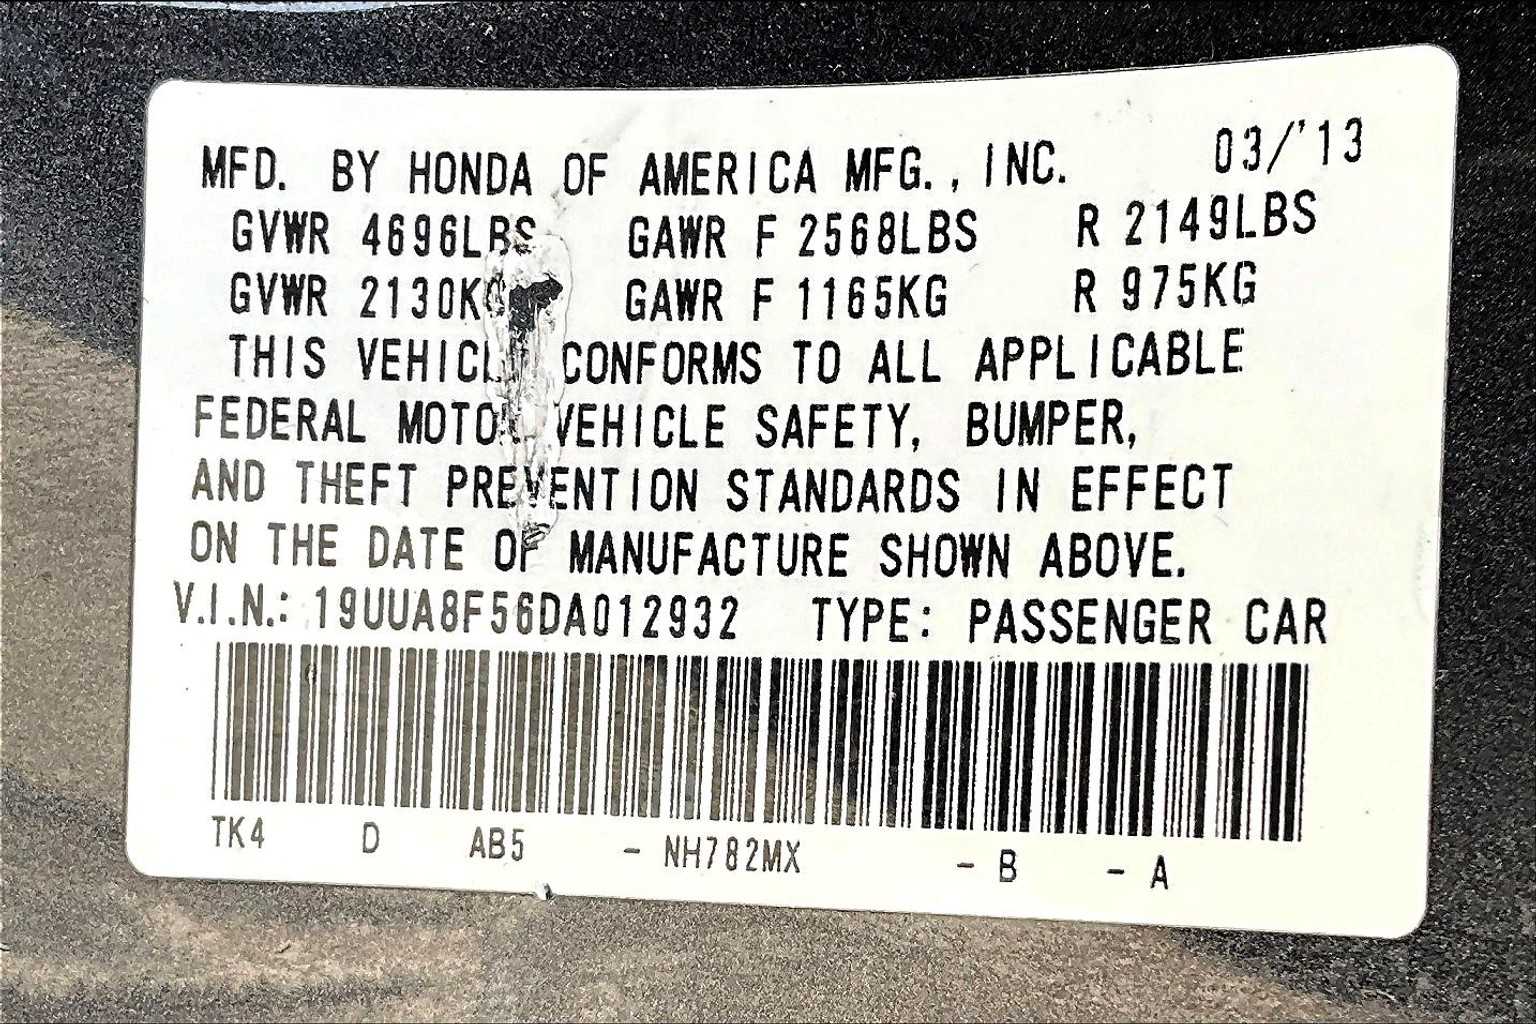 MFD. BY HONDA OF AMERICA MFG., INC. 03/'13
GVWR 4696LBS GAWR F 2568LBS R 2149LBS
GVWR 2130KG GAWR F 1165KG R 975KG
THIS VEHICLE CONFORMS TO ALL APPLICABLE
FEDERAL MOTOR VEHICLE SAFETY, BUMPER,
AND THEFT PREVENTION STANDARDS IN EFFECT
ON THE DATE OF MANUFACTURE SHOWN ABOVE.
V.I.N.: 19UUA8F56DA012932 TYPE: PASSENGER CAR
TK4 D AB5 - NH782MX - B - A